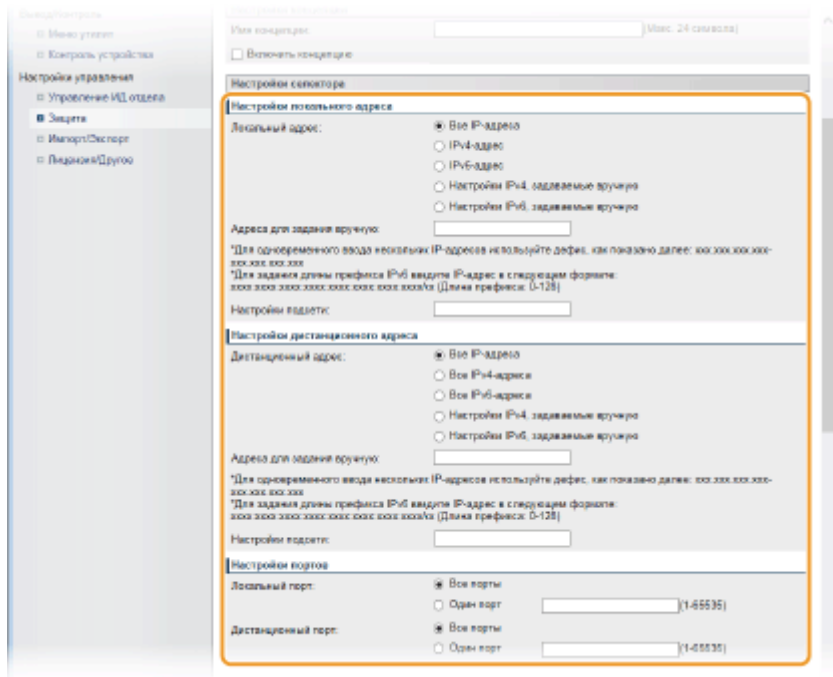 Вывод/Контроль
Меню утилит
Контроль устройства
Настройки управления
Управление ИД отдела
Защита
Импорт/Экспорт
Лицензия/Другое
Имя концепции:
(Макс. 24 символа)
Включить концепцию
Настройки селектора
Настройки локального адреса
Локальный адрес:
Все IP-адреса
IPv4-адрес
IPv6-адрес
Настройки IPv4, задаваемые вручную
Настройки IPv6, задаваемые вручную
Адреса для задания вручную:
*Для одновременного ввода нескольких IP-адресов используйте дефис, как показано далее: xxx.xxx.xxx.xxx-
xxx.xxx.xxx.xxx
*Для задания длины префикса IPv6 введите IP-адрес в следующем формате:
xxxx:xxxx:xxxx:xxxx:xxxx:xxxx:xxxx:xxxx/xx (Длина префикса: 0-128)
Настройки подсети:
Настройки дистанционного адреса
Дистанционный адрес:
Все IP-адреса
Все IPv4-адреса
Все IPv6-адреса
Настройки IPv4, задаваемые вручную
Настройки IPv6, задаваемые вручную
Адреса для задания вручную:
*Для одновременного ввода нескольких IP-адресов используйте дефис, как показано далее: xxx.xxx.xxx.xxx-
xxx.xxx.xxx.xxx
*Для задания длины префикса IPv6 введите IP-адрес в следующем формате:
xxxx:xxxx:xxxx:xxxx:xxxx:xxxx:xxxx:xxxx/xx (Длина префикса: 0-128)
Настройки подсети:
Настройки портов
Локальный порт:
Все порты
Один порт (1-65535)
Дистанционный порт:
Все порты
Один порт (1-65535)